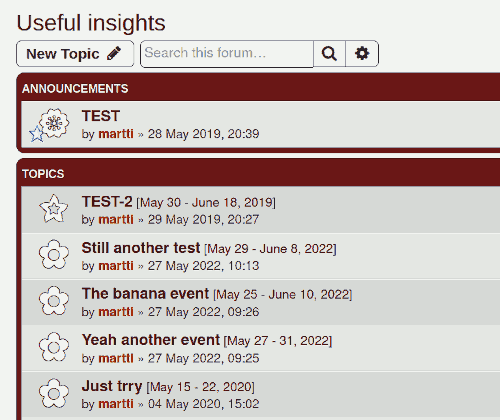 Useful insights
New Topic Search this forum…
ANNOUNCEMENTS
TEST
by martti » 28 May 2019, 20:39
TOPICS
TEST-2 [May 30 - June 18, 2019]
by martti » 29 May 2019, 20:27
Still another test [May 29 - June 8, 2022]
by martti » 27 May 2022, 10:13
The banana event [May 25 - June 10, 2022]
by martti » 27 May 2022, 09:26
Yeah another event [May 27 - 31, 2022]
by martti » 27 May 2022, 09:25
Just trry [May 15 - 22, 2020]
by martti » 04 May 2020, 15:02